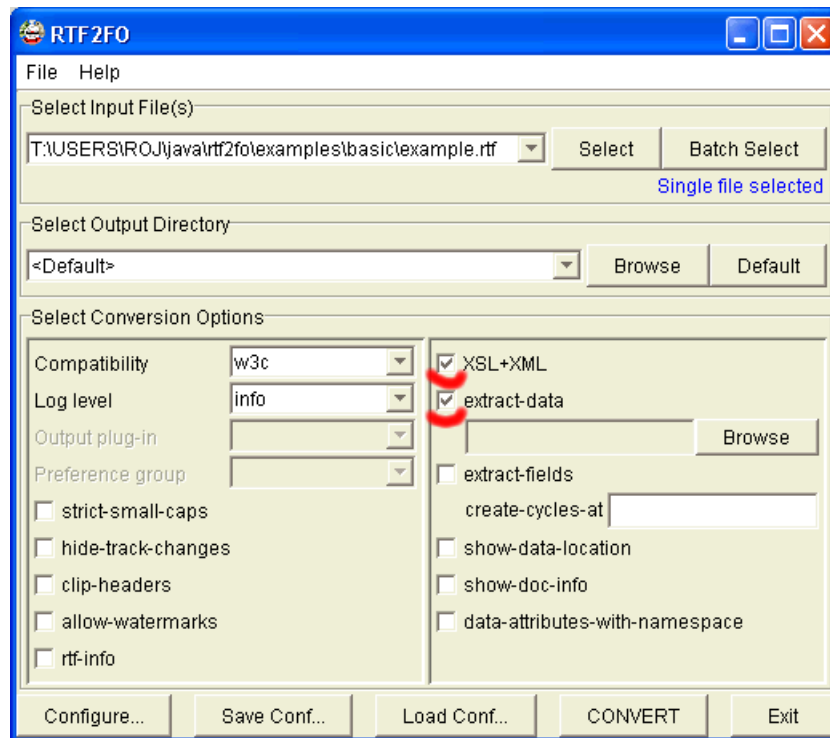 RTF2FO
File Help
Select Input File(s)
T:\USERS\ROJ\java\rtf2fo\examples\basic\example.rtf Select Batch Select
Single file selected
Select Output Directory
<Default> Browse Default
Select Conversion Options
Compatibility w3c
Log level info
Output plug-in
Preference group
strict-small-caps
hide-track-changes
clip-headers
allow-watermarks
rtf-info
XSL+XML
extract-data
Browse
extract-fields
create-cycles-at
show-data-location
show-doc-info
data-attributes-with-namespace
Configure... Save Conf... Load Conf... CONVERT Exit